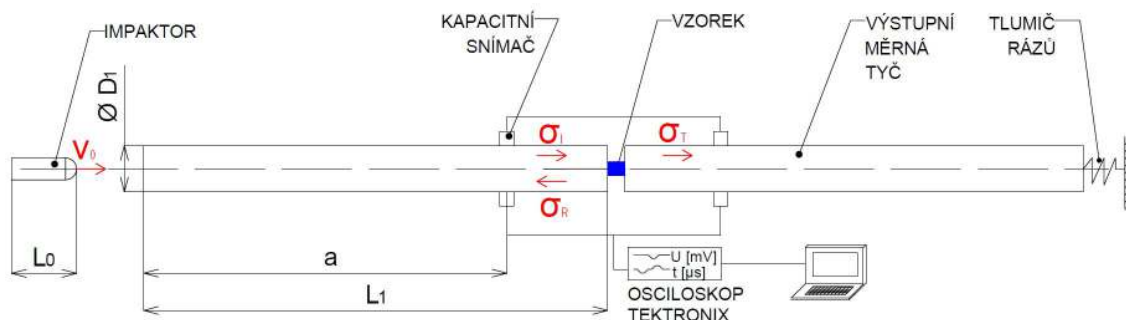 IMPAKTOR
KAPACITNÍ
SNÍMAČ
VZOREK
VÝSTUPNÍ
MĚRNÁ
TYČ
TLUMIČ
RÁZŮ
Ø D1
V0
σI
σT
σR
L0
a
L1
U [mV]
t [µs]
OSCILOSKOP
TEKTRONIX